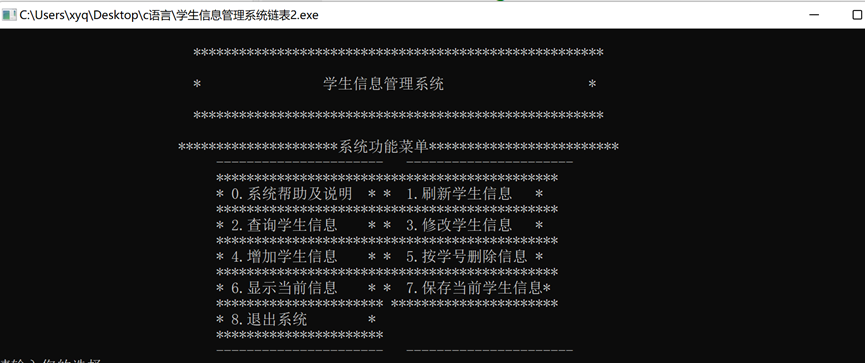 C:\Users\xyq\Desktop\c语言\学生信息管理系统链表2.exe
******************************************************
* 学生信息管理系统 *
******************************************************
*********************系统功能菜单*************************
---------------------- ----------------------
*********************************************
* 0.系统帮助及说明 * * 1.刷新学生信息 *
*********************************************
* 2.查询学生信息 * * 3.修改学生信息 *
*********************************************
* 4.增加学生信息 * * 5.按学号删除信息 *
*********************************************
* 6.显示当前信息 * * 7.保存当前学生信息*
********************** **********************
* 8.退出系统 *
**********************
---------------------- ----------------------